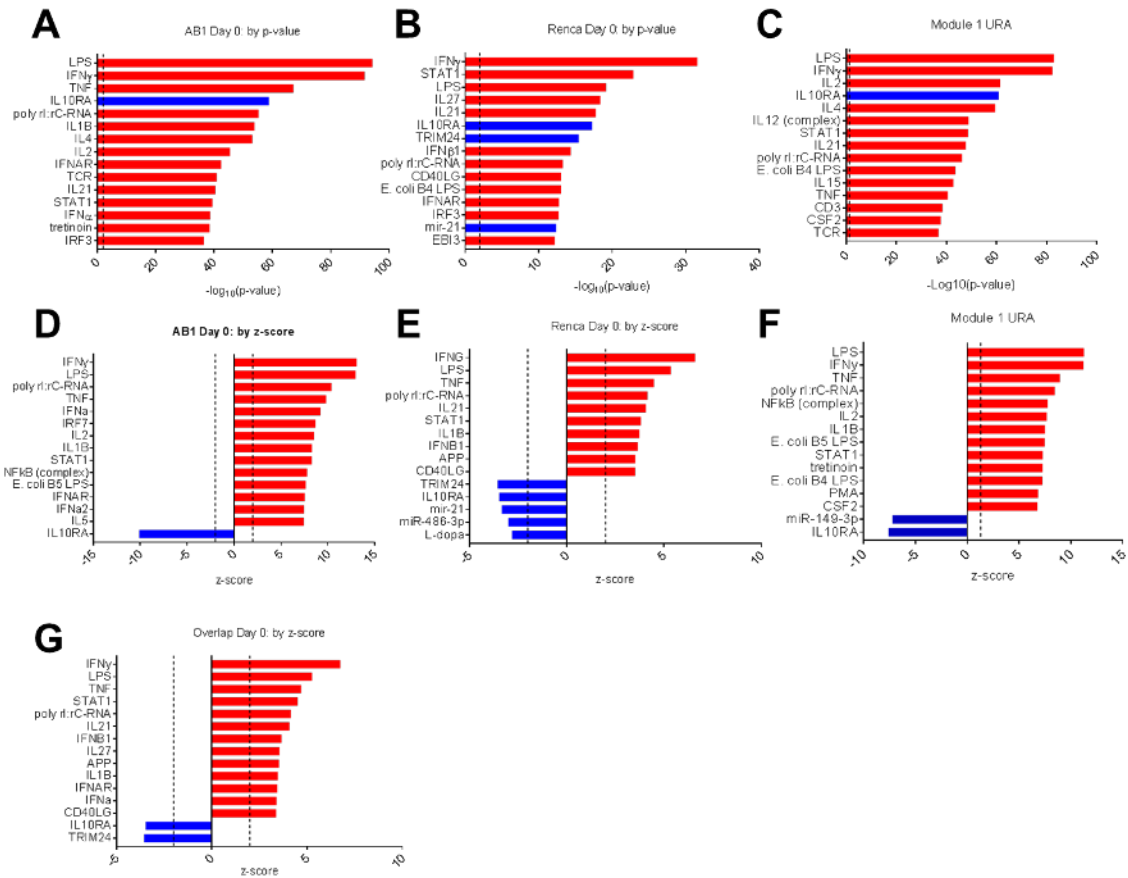 A
AB1 Day 0: by p-value
LPS
IFNγ
TNF
IL10RA
poly rI:rC-RNA
IL1B
IL4
IL2
IFNAR
TCR
IL21
STAT1
IFNα
tretinoin
IRF3
0 20 40 60 80 100
-log10(p-value)
B
Renca Day 0: by p-value
IFNγ
STAT1
LPS
IL27
IL21
IL10RA
TRIM24
IFNβ1
poly rI:rC-RNA
CD40LG
E. coli B4 LPS
IFNAR
IRF3
mir-21
EBI3
0 10 20 30 40
-log10(p-value)
C
Module 1 URA
LPS
IFNγ
IL2
IL10RA
IL4
IL12 (complex)
STAT1
IL21
poly rI:rC-RNA
E. coli B4 LPS
IL15
TNF
CD3
CSF2
TCR
0 20 40 60 80 100
-Log10(p-value)
D
AB1 Day 0: by z-score
IFNγ
LPS
poly rI:rC-RNA
TNF
IFNa
IRF7
IL2
IL1B
STAT1
NFkB (complex)
E. coli B5 LPS
IFNAR
IFNa2
IL5
IL10RA
-15 -10 -5 0 5 10 15
z-score
E
Renca Day 0: by z-score
IFNG
LPS
TNF
poly rI:rC-RNA
IL21
STAT1
IL1B
IFNB1
APP
CD40LG
TRIM24
IL10RA
mir-21
miR-486-3p
L-dopa
-5 0 5 10
z-score
F
Module 1 URA
LPS
IFNγ
TNF
poly rI:rC-RNA
NFkB (complex)
IL2
IL1B
E. coli B5 LPS
STAT1
tretinoin
E. coli B4 LPS
PMA
CSF2
miR-149-3p
IL10RA
-10 -5 0 5 10 15
z-score
G
Overlap Day 0: by z-score
IFNγ
LPS
TNF
STAT1
poly rI:rC-RNA
IL21
IFNB1
IL27
APP
IL1B
IFNAR
IFNa
CD40LG
IL10RA
TRIM24
-5 0 5 10
z-score